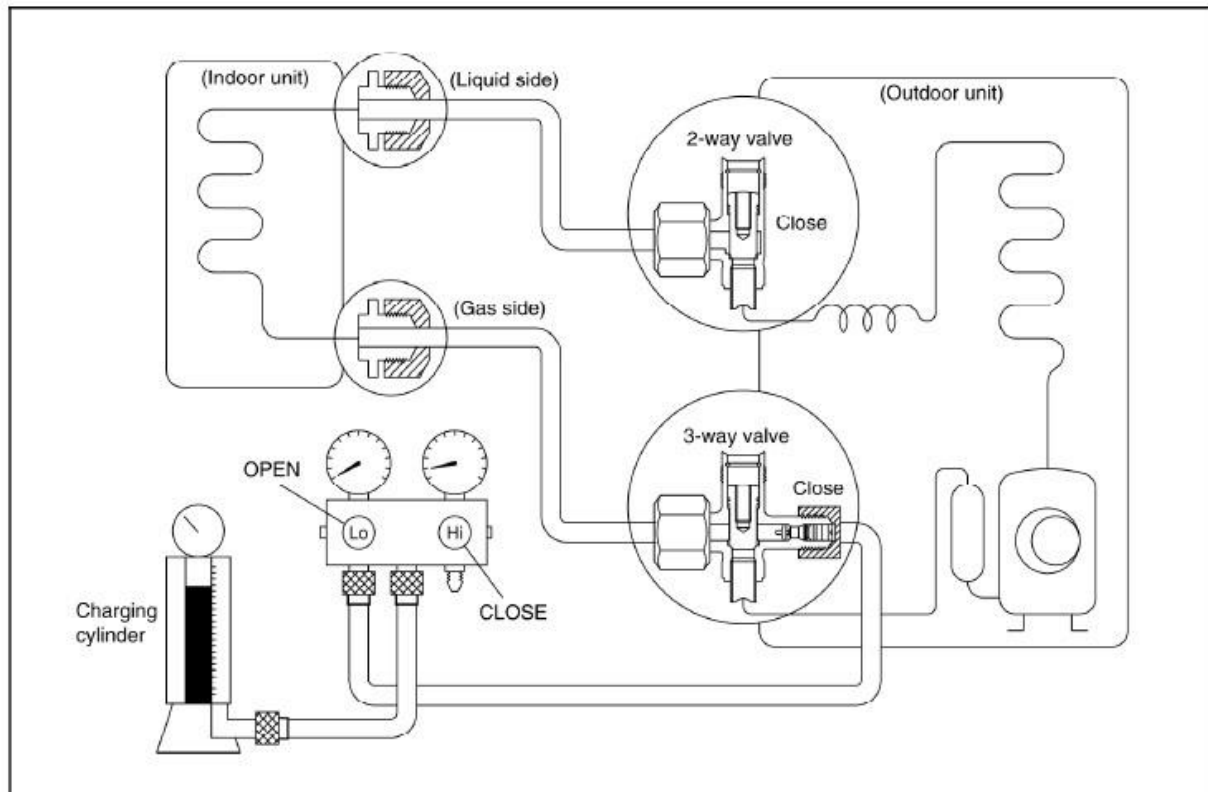 (Indoor unit)
(Liquid side)
(Outdoor unit)
2-way valve
Close
(Gas side)
3-way valve
Close
OPEN
Lo
Hi
CLOSE
Charging
cylinder